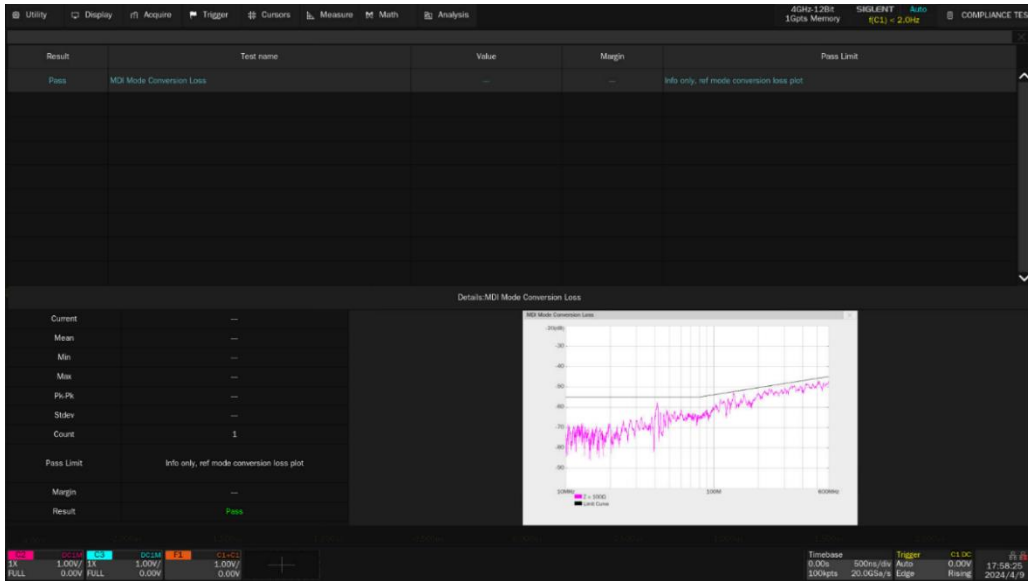 Utility Display Acquire Trigger Cursors Measure Math Analysis
4GHz-12Bit SIGLENT Auto
1Gpts Memory f(C1) < 2.0Hz
COMPLIANCE TES
Result Test name Value Margin Pass Limit
Pass MDI Mode Conversion Loss --- --- Info only, ref mode conversion loss plot
Details:MDI Mode Conversion Loss
Current ---
Mean ---
Min ---
Max ---
Pk-Pk ---
Stdev ---
Count 1
Pass Limit Info only, ref mode conversion loss plot
Margin ---
Result Pass
MDI Mode Conversion Loss
-20(dB)
-30
-40
-50
-60
-70
-80
-90
10MHz 100M 600MHz
Z = 100Ω
Limit Curve
C2 DC1M C3 DC1M F1 C1+C1
1X 1.00V/ 1X 1.00V/ 1.00V/
FULL 0.00V FULL 0.00V 0.00V
Timebase Trigger C1 DC
0.00s 500ns/div Auto 0.00V 17:58:25
100kpts 20.0GSa/s Edge Rising 2024/4/9